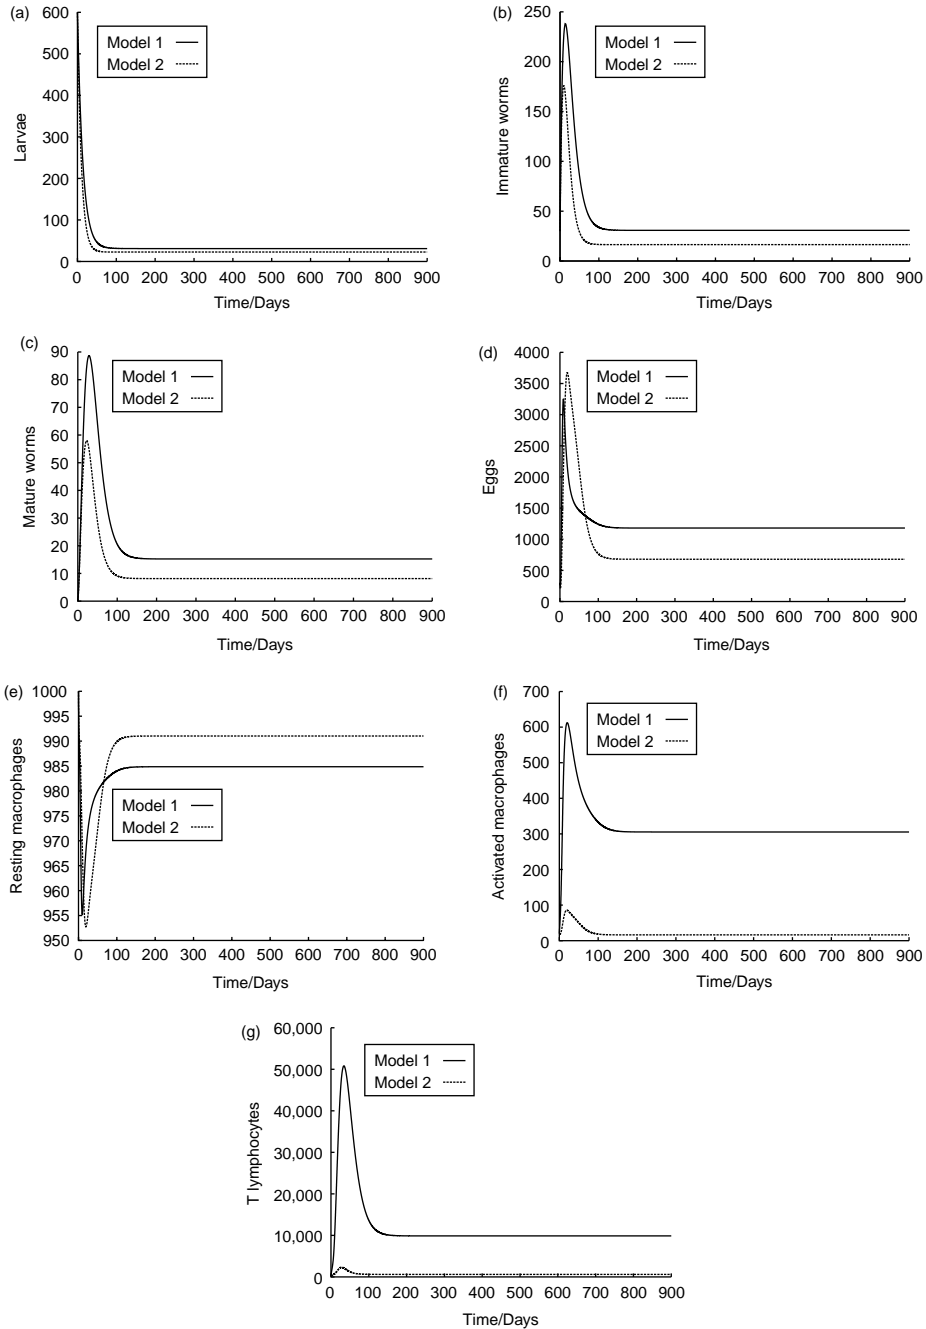 (a)
600
500
400
300
200
100
0
Larvae
Model 1
Model 2
0 100 200 300 400 500 600 700 800 900
Time/Days
(b)
250
200
150
100
50
0
Immature worms
Model 1
Model 2
0 100 200 300 400 500 600 700 800 900
Time/Days
(c)
90
80
70
60
50
40
30
20
10
0
Mature worms
Model 1
Model 2
0 100 200 300 400 500 600 700 800 900
Time/Days
(d)
4000
3500
3000
2500
2000
1500
1000
500
0
Eggs
Model 1
Model 2
0 100 200 300 400 500 600 700 800 900
Time/Days
(e)
1000
995
990
985
980
975
970
965
960
955
950
Resting macrophages
Model 1
Model 2
0 100 200 300 400 500 600 700 800 900
Time/Days
(f)
700
600
500
400
300
200
100
0
Activated macrophages
Model 1
Model 2
0 100 200 300 400 500 600 700 800 900
Time/Days
(g)
60,000
50,000
40,000
30,000
20,000
10,000
0
T lymphocytes
Model 1
Model 2
0 100 200 300 400 500 600 700 800 900
Time/Days